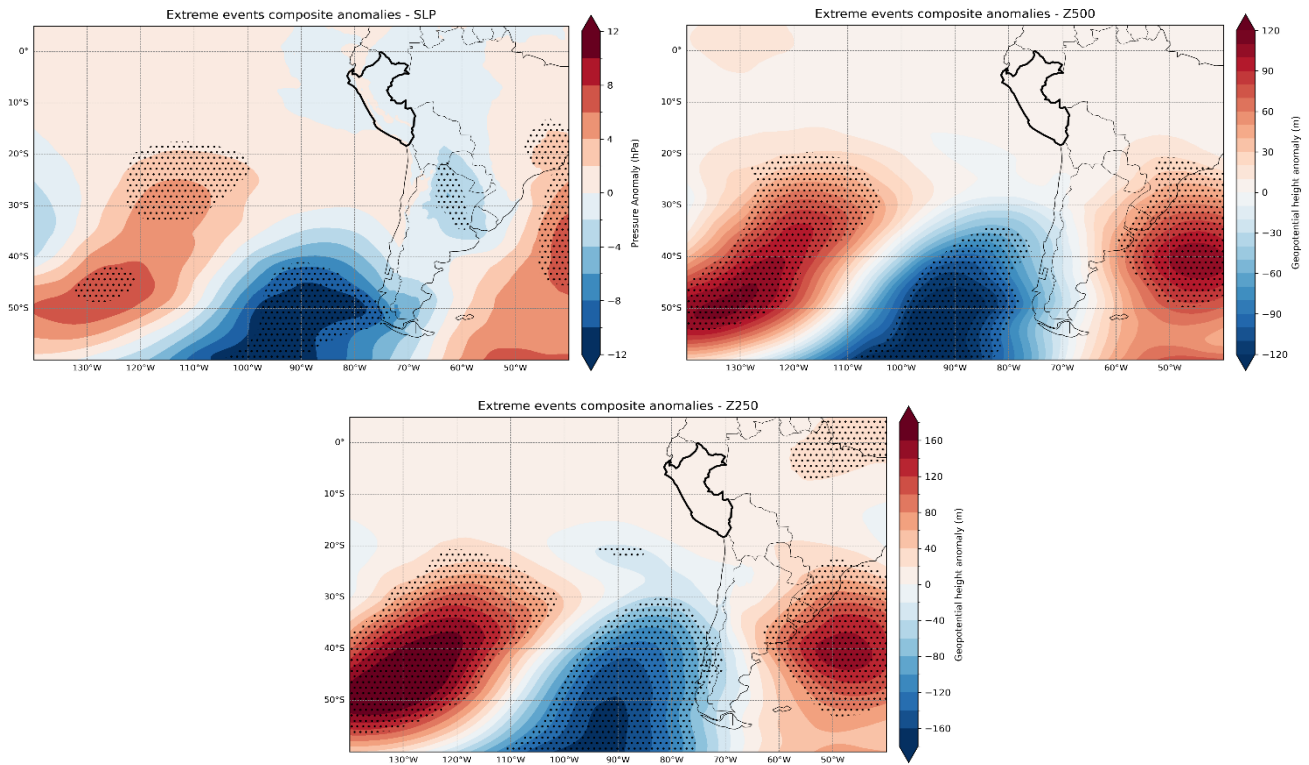 Extreme events composite anomalies - SLP
0°
10°S
20°S
30°S
40°S
50°S
130°W 120°W 110°W 100°W 90°W 80°W 70°W 60°W 50°W
12
8
4
0
−4
−8
−12
Pressure Anomaly (hPa)
Extreme events composite anomalies - Z500
0°
10°S
20°S
30°S
40°S
50°S
130°W 120°W 110°W 100°W 90°W 80°W 70°W 60°W 50°W
120
90
60
30
0
−30
−60
−90
−120
Geopotential height anomaly (m)
Extreme events composite anomalies - Z250
0°
10°S
20°S
30°S
40°S
50°S
130°W 120°W 110°W 100°W 90°W 80°W 70°W 60°W 50°W
160
120
80
40
0
−40
−80
−120
−160
Geopotential height anomaly (m)